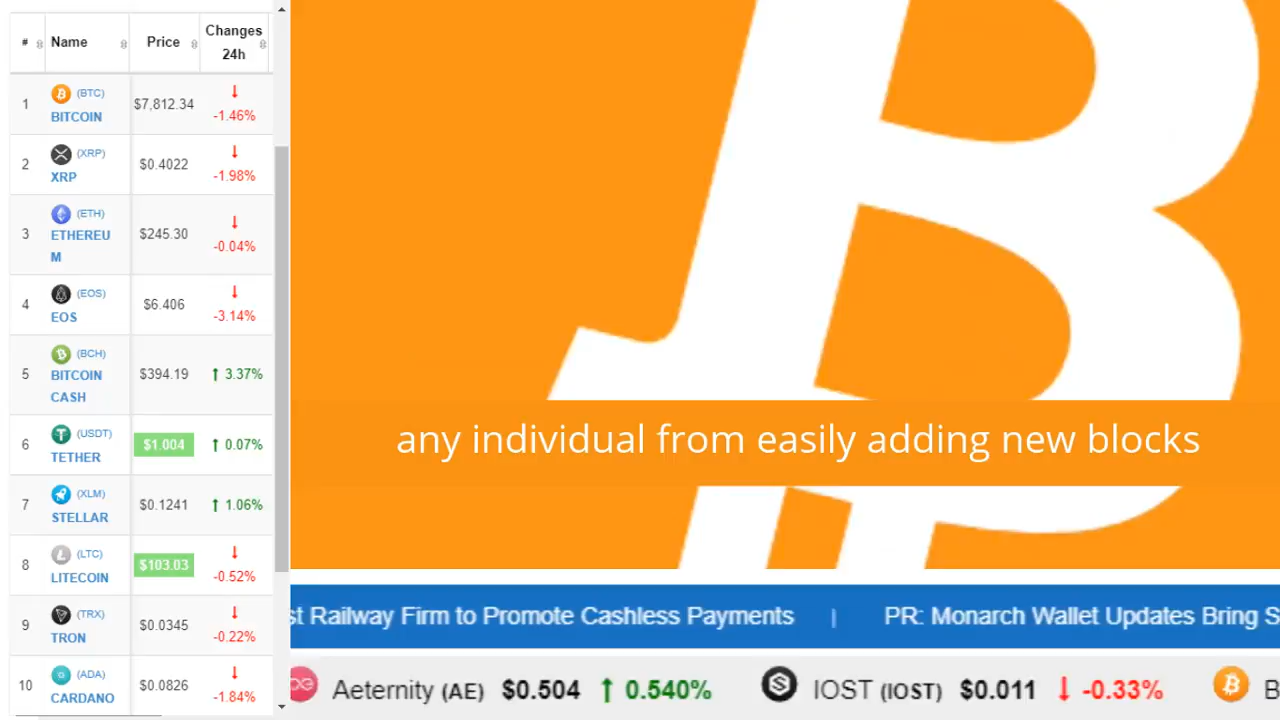 # Name Price Changes 24h
1 (BTC) BITCOIN $7,812.34 ↓ -1.46%
2 (XRP) XRP $0.4022 ↓ -1.98%
3 (ETH) ETHEREUM $245.30 ↓ -0.04%
4 (EOS) EOS $6.406 ↓ -3.14%
5 (BCH) BITCOIN CASH $394.19 ↑ 3.37%
6 (USDT) TETHER $1.004 ↑ 0.07%
7 (XLM) STELLAR $0.1241 ↑ 1.06%
8 (LTC) LITECOIN $103.03 ↓ -0.52%
9 (TRX) TRON $0.0345 ↓ -0.22%
10 (ADA) CARDANO $0.0826 ↓ -1.84%
any individual from easily adding new blocks
st Railway Firm to Promote Cashless Payments | PR: Monarch Wallet Updates Bring S
Aeternity (AE) $0.504 ↑ 0.540% IOST (IOST) $0.011 ↓ -0.33% B